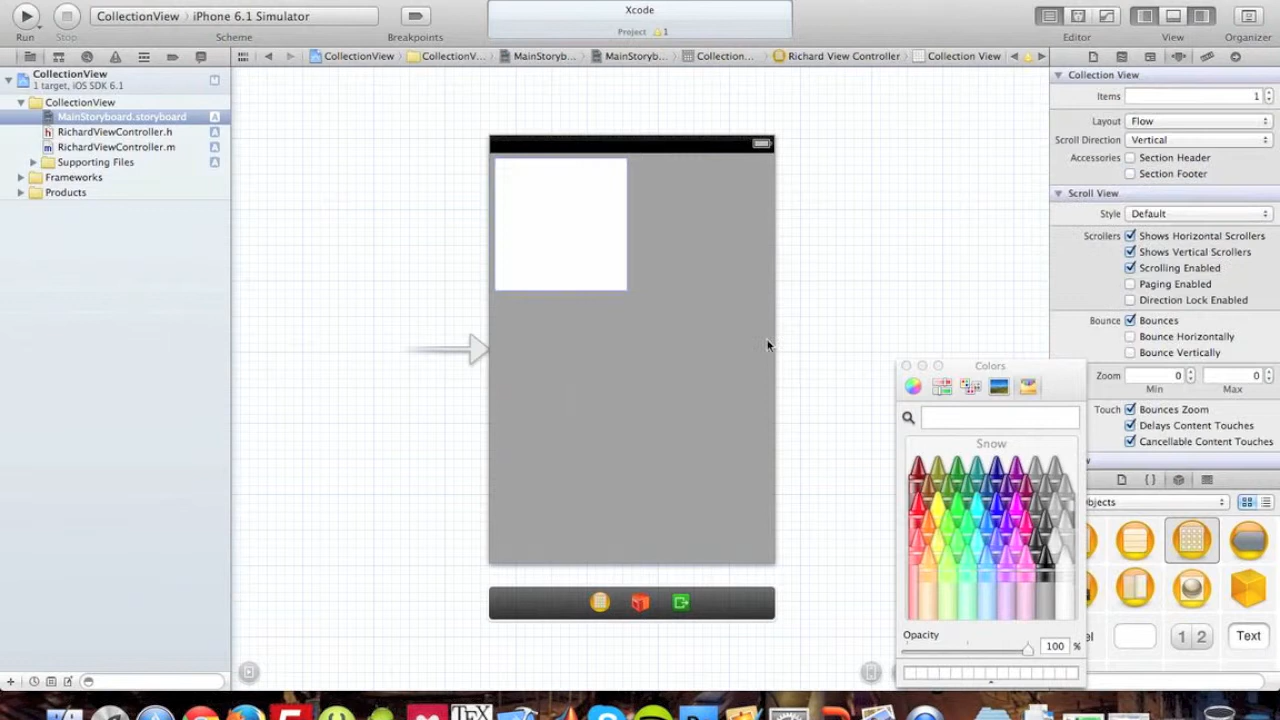 Xcode
Project 1
CollectionView iPhone 6.1 Simulator
Run
Stop
Scheme
Breakpoints
Editor
View
Organizer
CollectionView
CollectionV...
MainStoryb...
MainStoryb...
Collection...
Richard View Controller
Collection View
CollectionView
1 target, iOS SDK 6.1
M
CollectionView
MainStoryboard.storyboard
A
RichardViewController.h
A
RichardViewController.m
A
Supporting Files
A
Frameworks
Products
Collection View
Items 1
Layout Flow
Scroll Direction Vertical
Accessories Section Header
Section Footer
Scroll View
Style Default
Scrollers Shows Horizontal Scrollers
Shows Vertical Scrollers
Scrolling Enabled
Paging Enabled
Direction Lock Enabled
Bounce Bounces
Bounce Horizontally
Bounce Vertically
Zoom 0 0
Min Max
Touch Bounces Zoom
Delays Content Touches
Cancellable Content Touches
Colors
Snow
Opacity
100 %
bjects
1 2
Text
TEX